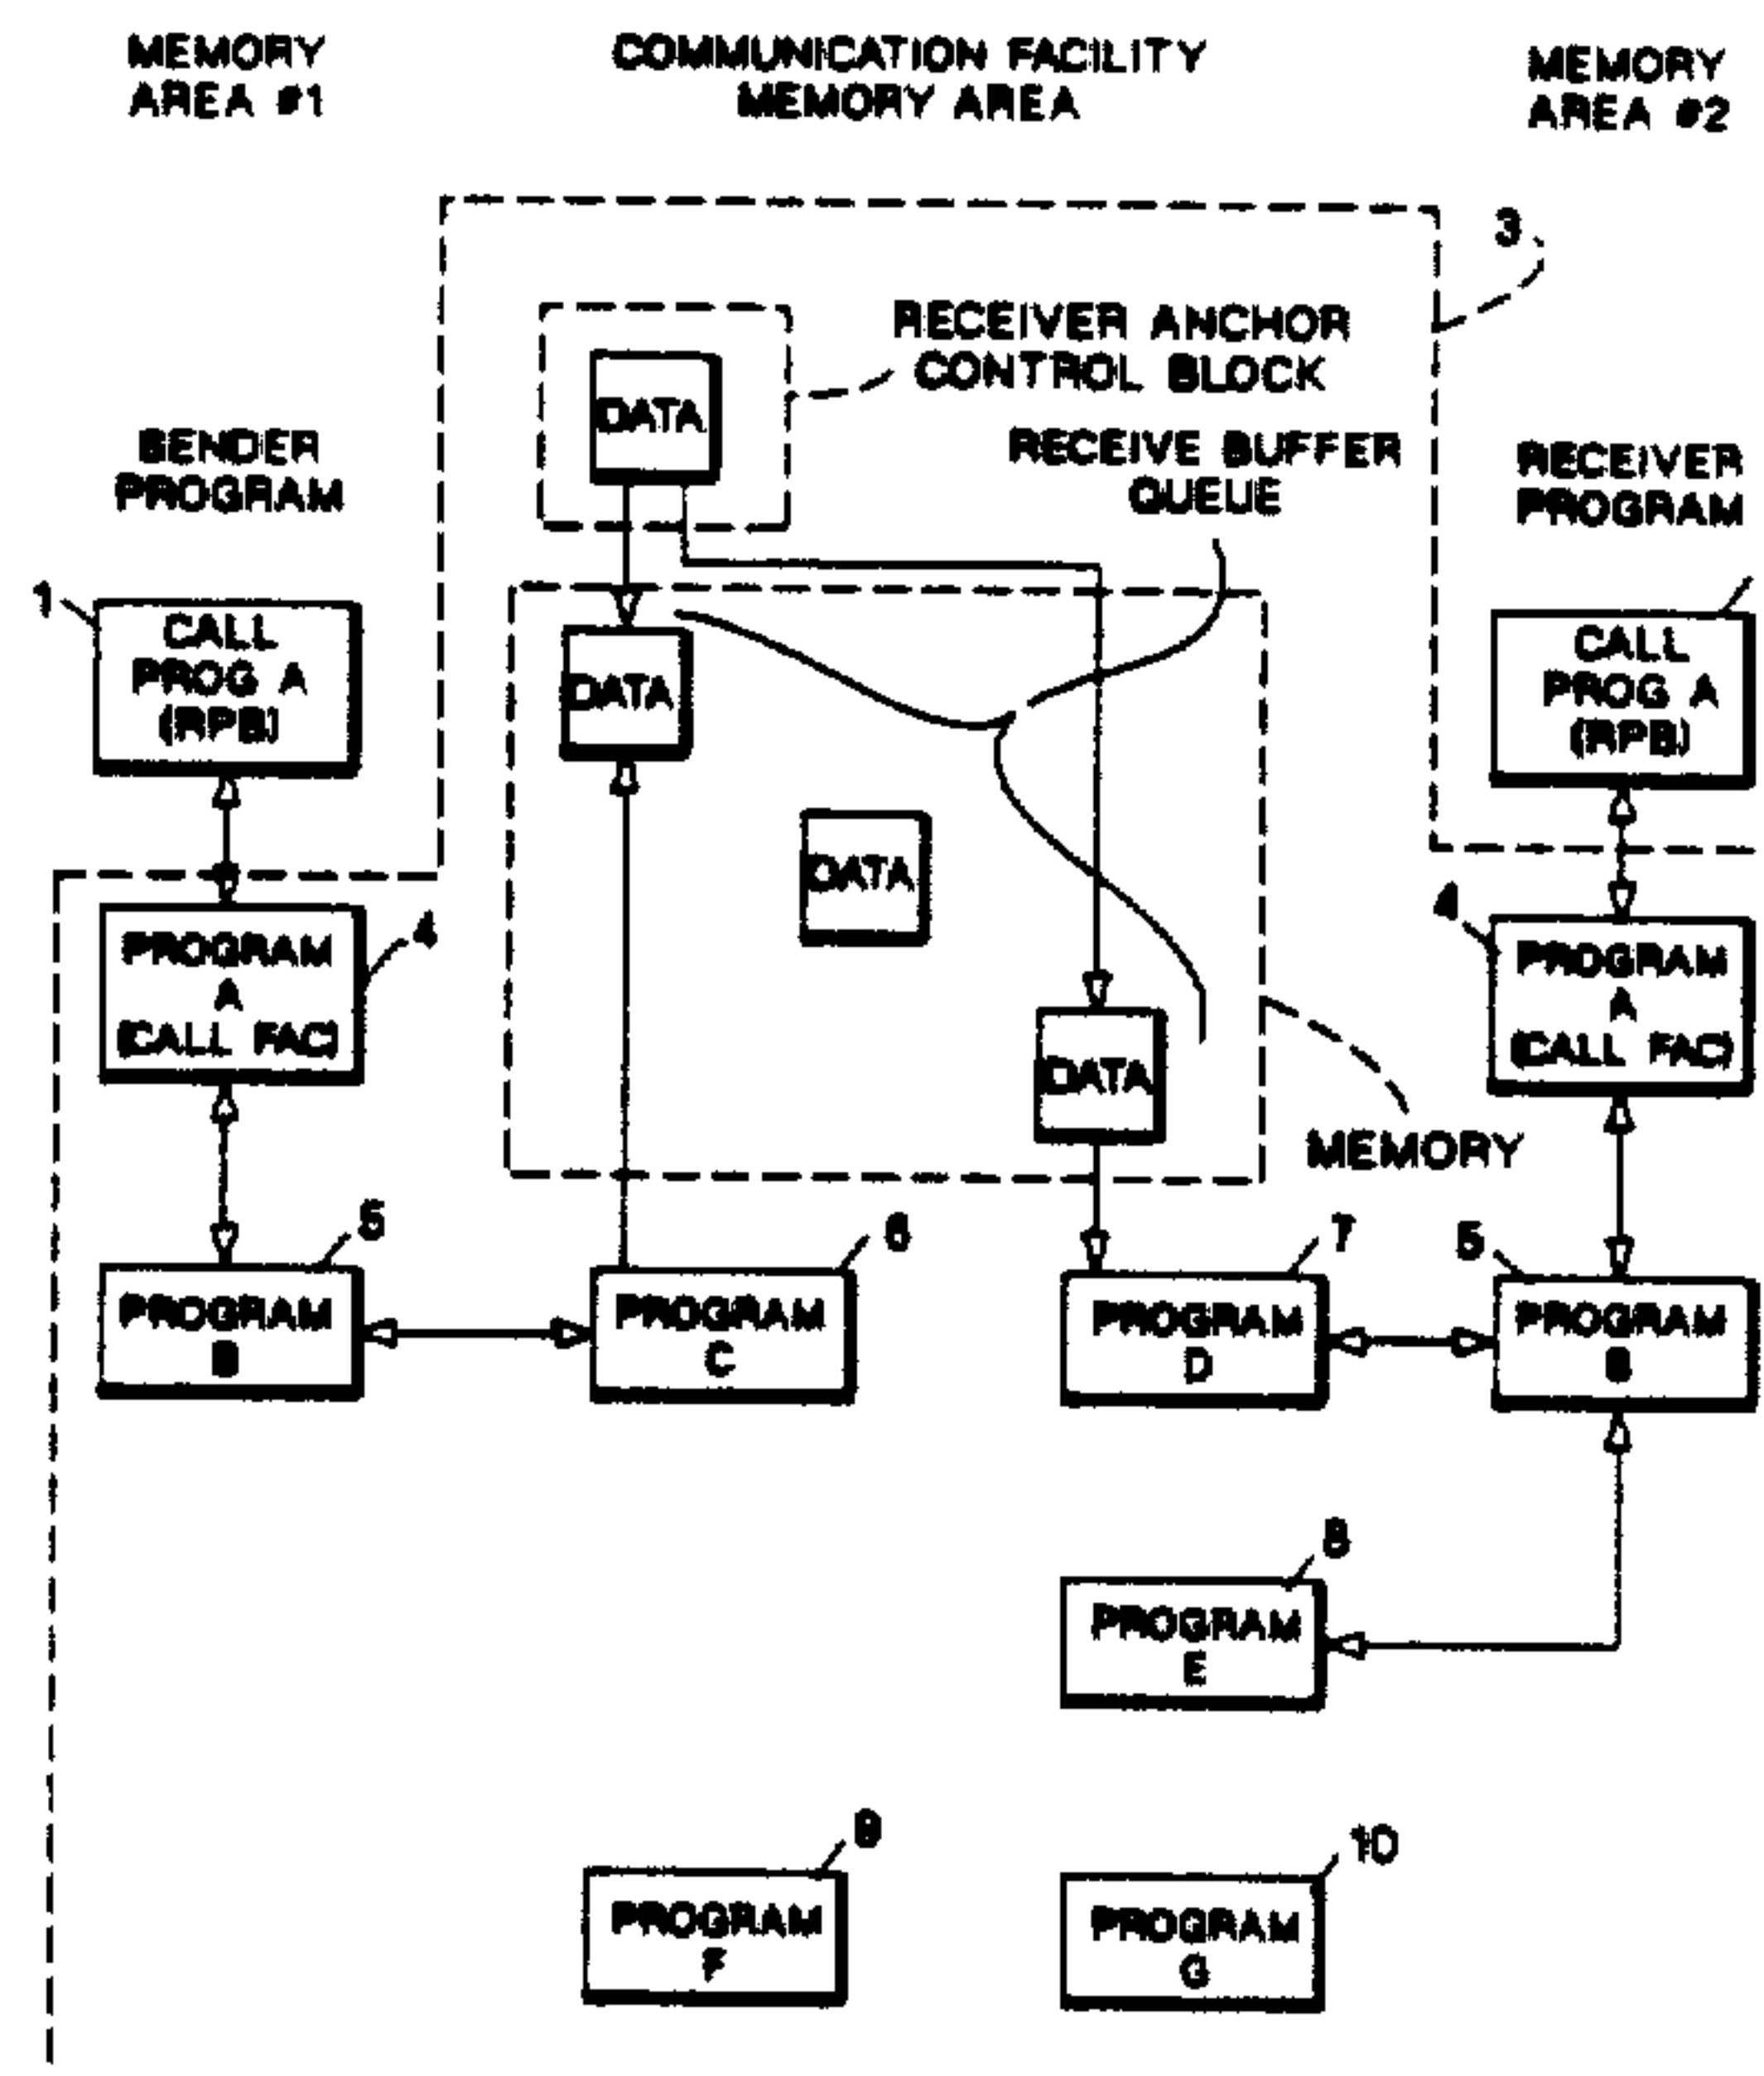 MEMORY
AREA #1
COMMUNICATION FACILITY
MEMORY AREA
MEMORY
AREA #2
3
RECEIVER ANCHOR
CONTROL BLOCK
DATA
SENDER
PROGRAM
RECEIVE BUFFER
QUEUE
RECEIVER
PROGRAM
1
CALL
PROG A
(RPB)
DATA
CALL
PROG A
(RPB)
DATA
4
PROGRAM
A
(CALL FAC)
4
PROGRAM
A
(CALL FAC)
DATA
MEMORY
5
PROGRAM
B
6
PROGRAM
C
7
PROGRAM
D
5
PROGRAM
B
8
PROGRAM
E
9
PROGRAM
F
10
PROGRAM
G